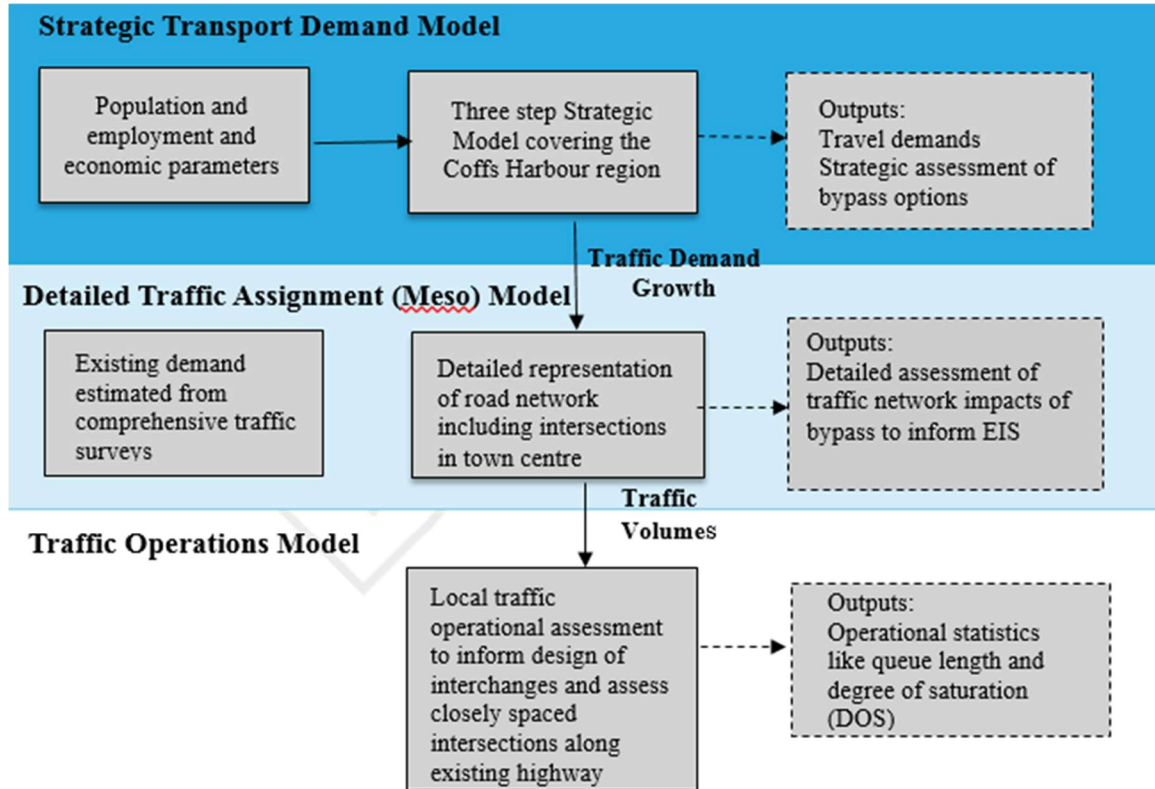 Strategic Transport Demand Model
Population and
employment and
economic parameters
Three step Strategic
Model covering the
Coffs Harbour region
Outputs:
Travel demands
Strategic assessment of
bypass options
Traffic Demand
Growth
Detailed Traffic Assignment (Meso) Model
Existing demand
estimated from
comprehensive traffic
surveys
Detailed representation
of road network
including intersections
in town centre
Outputs:
Detailed assessment of
traffic network impacts of
bypass to inform EIS
Traffic
Volumes
Traffic Operations Model
Local traffic
operational assessment
to inform design of
interchanges and assess
closely spaced
intersections along
existing highway
Outputs:
Operational statistics
like queue length and
degree of saturation
(DOS)